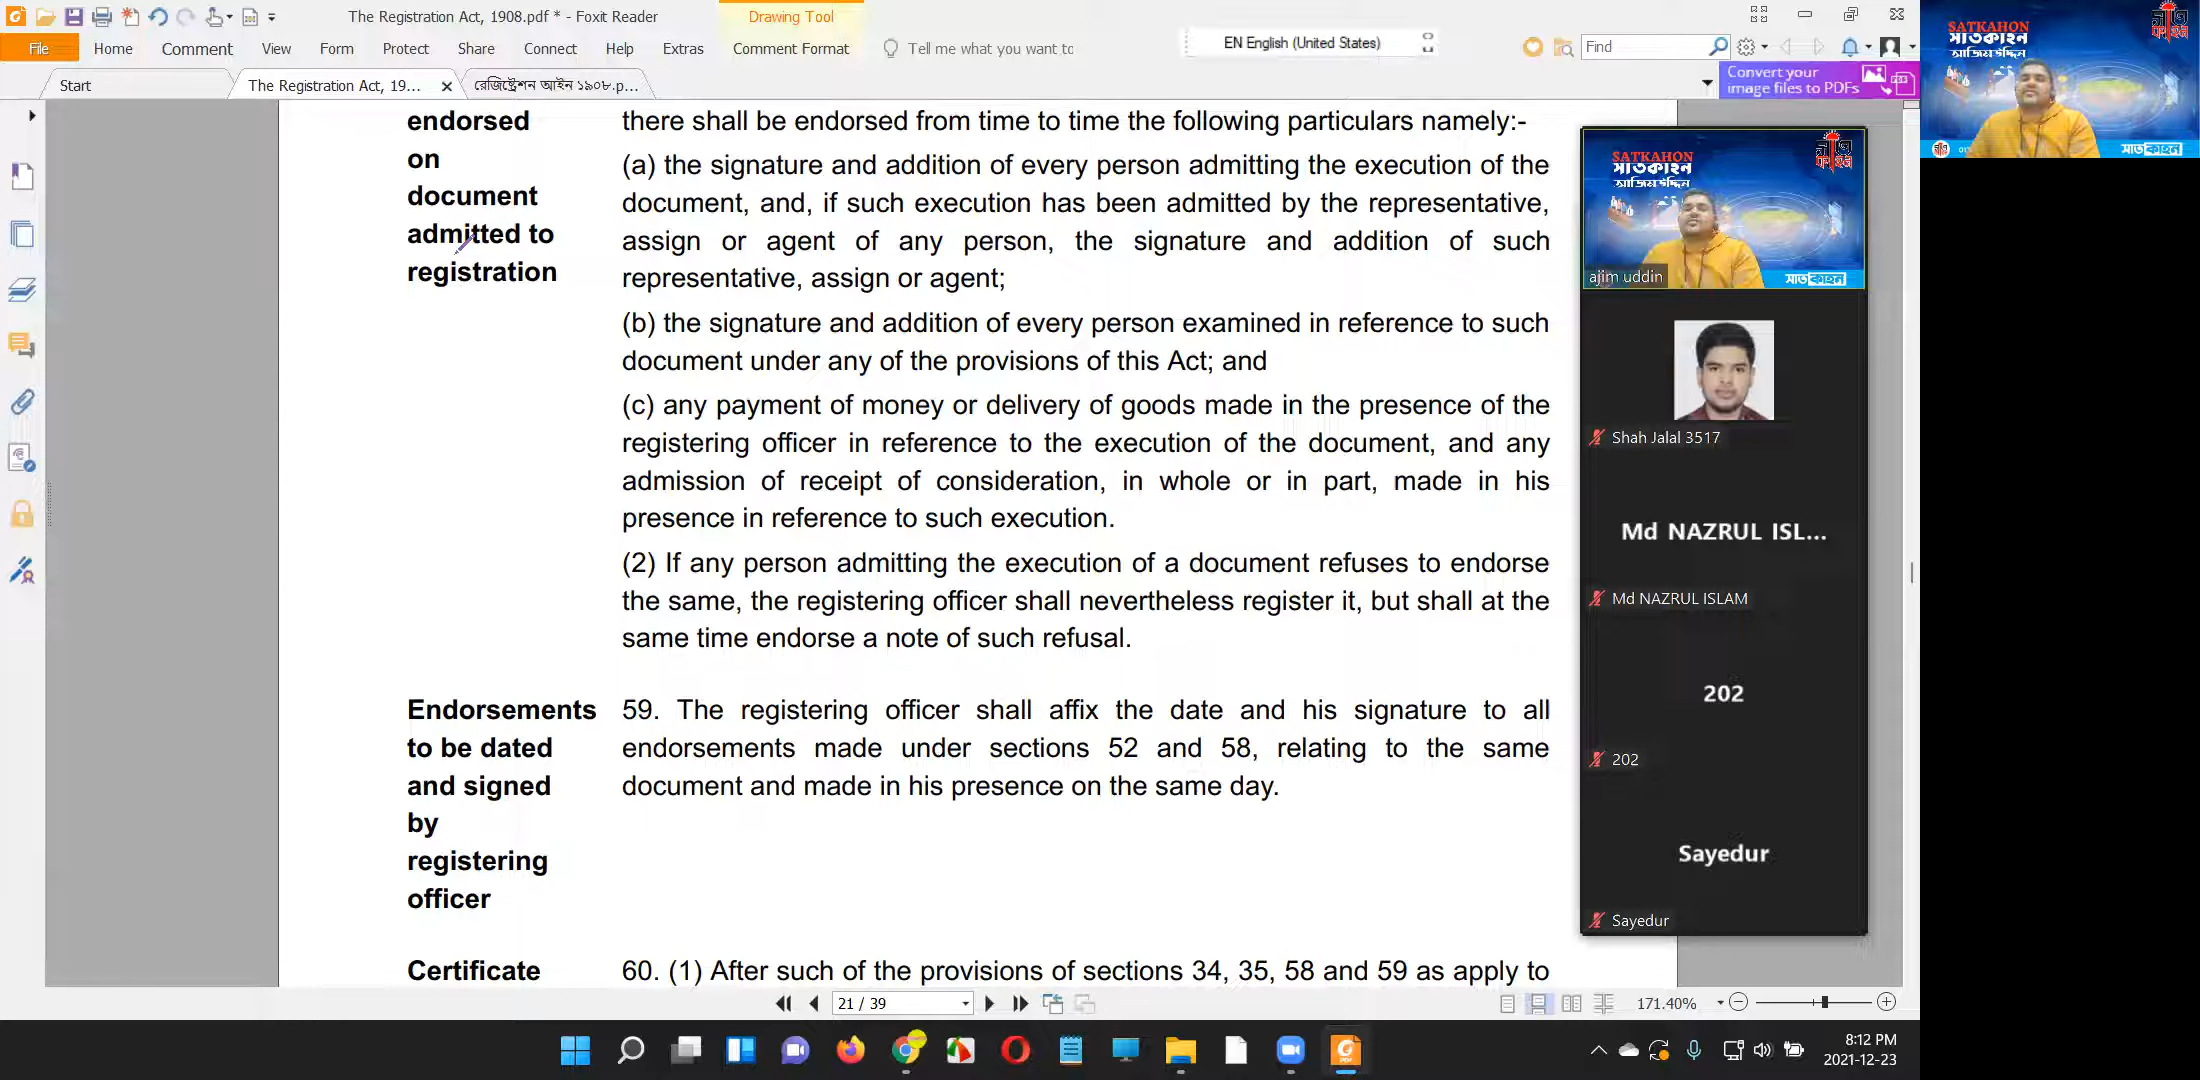 The Registration Act, 1908.pdf * - Foxit Reader
Drawing Tool
File
Home
Comment
View
Form
Protect
Share
Connect
Help
Extras
Comment Format
Tell me what you want to
EN English (United States)
Find
Start
The Registration Act, 19...
রেজিষ্ট্রেশন আইন ১৯০৮.p...
Convert your
image files to PDFs
endorsed
on
document
admitted to
registration
there shall be endorsed from time to time the following particulars namely:-
(a) the signature and addition of every person admitting the execution of the
document, and, if such execution has been admitted by the representative,
assign or agent of any person, the signature and addition of such
representative, assign or agent;
(b) the signature and addition of every person examined in reference to such
document under any of the provisions of this Act; and
(c) any payment of money or delivery of goods made in the presence of the
registering officer in reference to the execution of the document, and any
admission of receipt of consideration, in whole or in part, made in his
presence in reference to such execution.
(2) If any person admitting the execution of a document refuses to endorse
the same, the registering officer shall nevertheless register it, but shall at the
same time endorse a note of such refusal.
Endorsements
to be dated
and signed
by
registering
officer
59. The registering officer shall affix the date and his signature to all
endorsements made under sections 52 and 58, relating to the same
document and made in his presence on the same day.
Certificate
60. (1) After such of the provisions of sections 34, 35, 58 and 59 as apply to
SATKAHON
সাতকাহন
আজিম উদ্দিন
সাতকাহন
ajim uddin
Shah Jalal 3517
Md NAZRUL ISL...
Md NAZRUL ISLAM
202
202
Sayedur
Sayedur
SATKAHON
সাতকাহন
আজিম উদ্দিন
সাতকাহন
21 / 39
171.40%
8:12 PM
2021-12-23